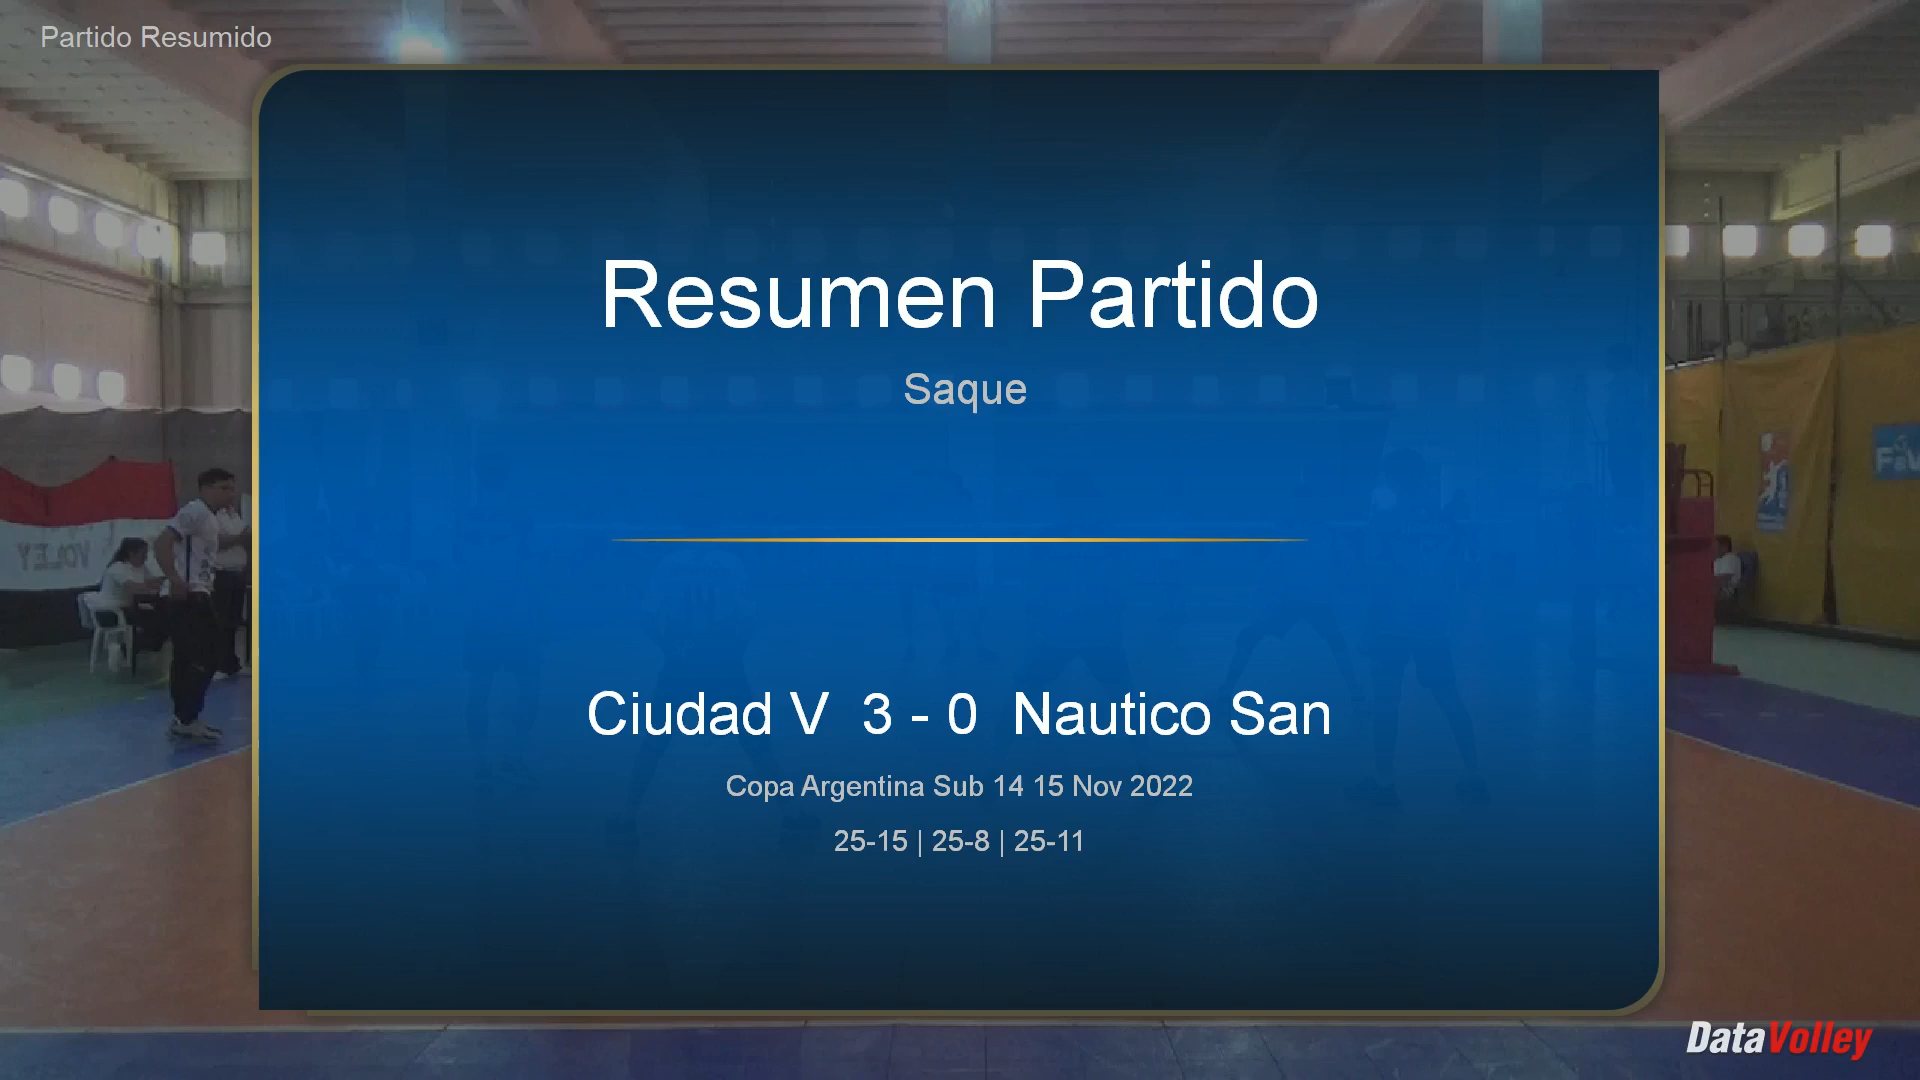 Partido Resumido
Resumen Partido
Saque
VOLEY
Ciudad V 3 - 0 Nautico San
Copa Argentina Sub 14 15 Nov 2022
25-15 | 25-8 | 25-11
DataVolley